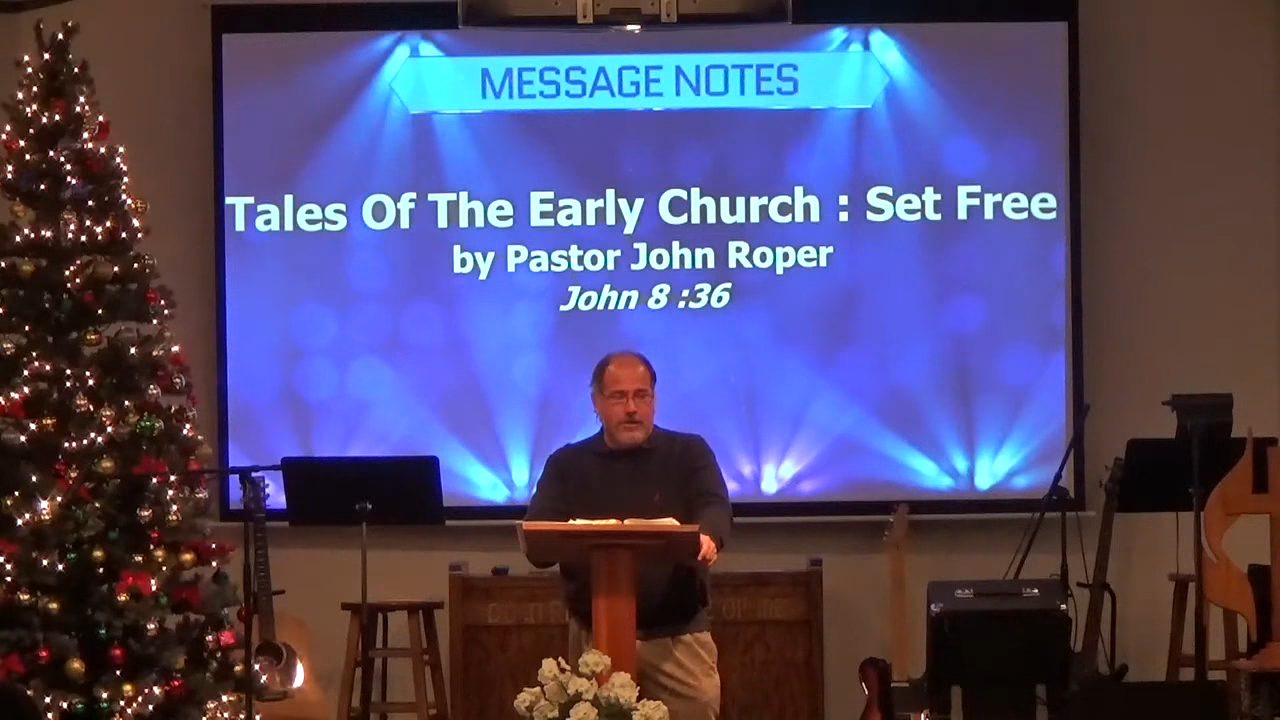 MESSAGE NOTES
Tales Of The Early Church : Set Free
by Pastor John Roper
John 8 :36